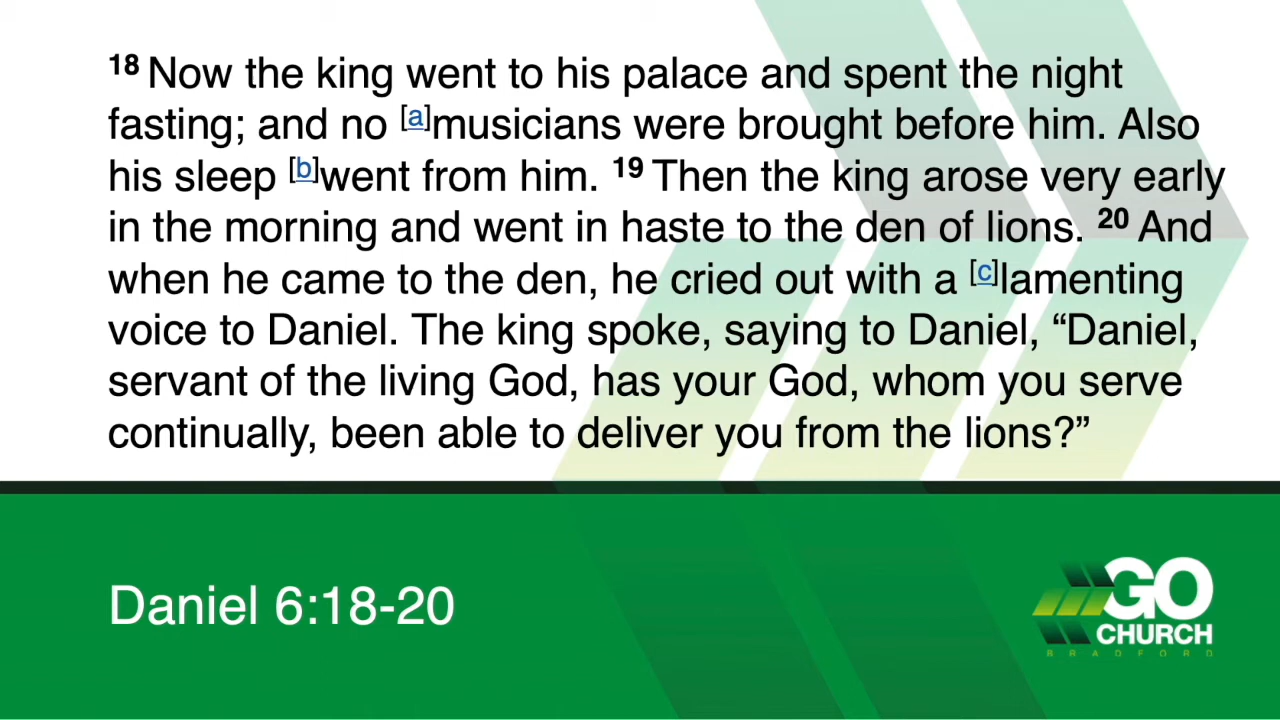 18 Now the king went to his palace and spent the night
fasting; and no [a]musicians were brought before him. Also
his sleep [b]went from him. 19 Then the king arose very early
in the morning and went in haste to the den of lions. 20 And
when he came to the den, he cried out with a [c]lamenting
voice to Daniel. The king spoke, saying to Daniel, “Daniel,
servant of the living God, has your God, whom you serve
continually, been able to deliver you from the lions?”
Daniel 6:18-20
GO
CHURCH
BRADFORD